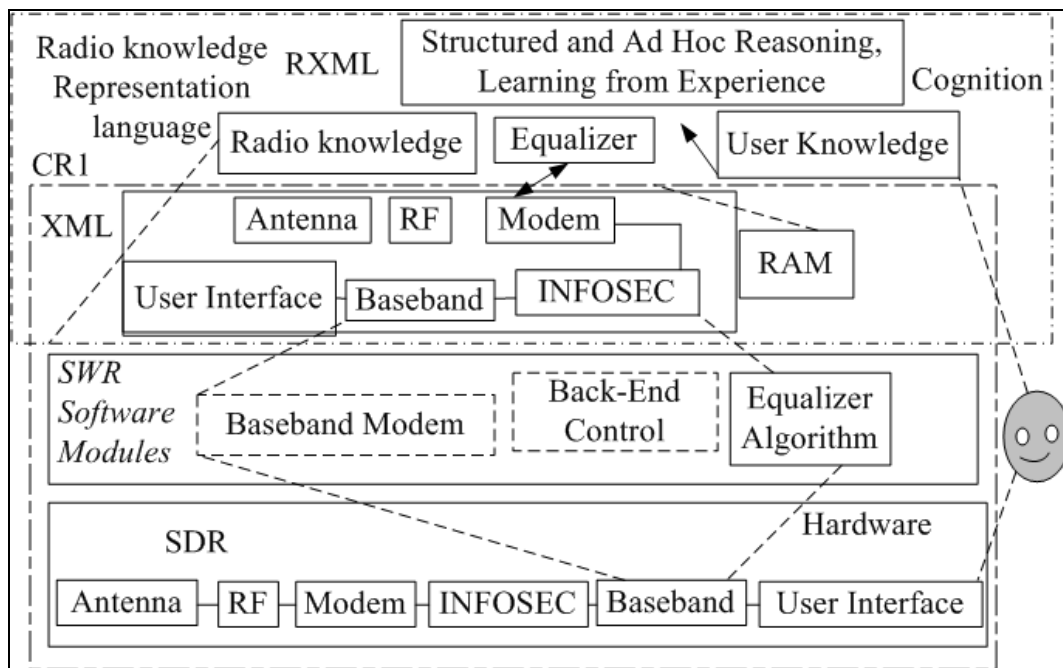 Radio knowledge
Representation
language
RXML
Structured and Ad Hoc Reasoning,
Learning from Experience
Cognition
Radio knowledge
Equalizer
User Knowledge
CR1
XML
Antenna
RF
Modem
RAM
User Interface
Baseband
INFOSEC
SWR
Software
Modules
Baseband Modem
Back-End
Control
Equalizer
Algorithm
SDR
Hardware
Antenna
RF
Modem
INFOSEC
Baseband
User Interface